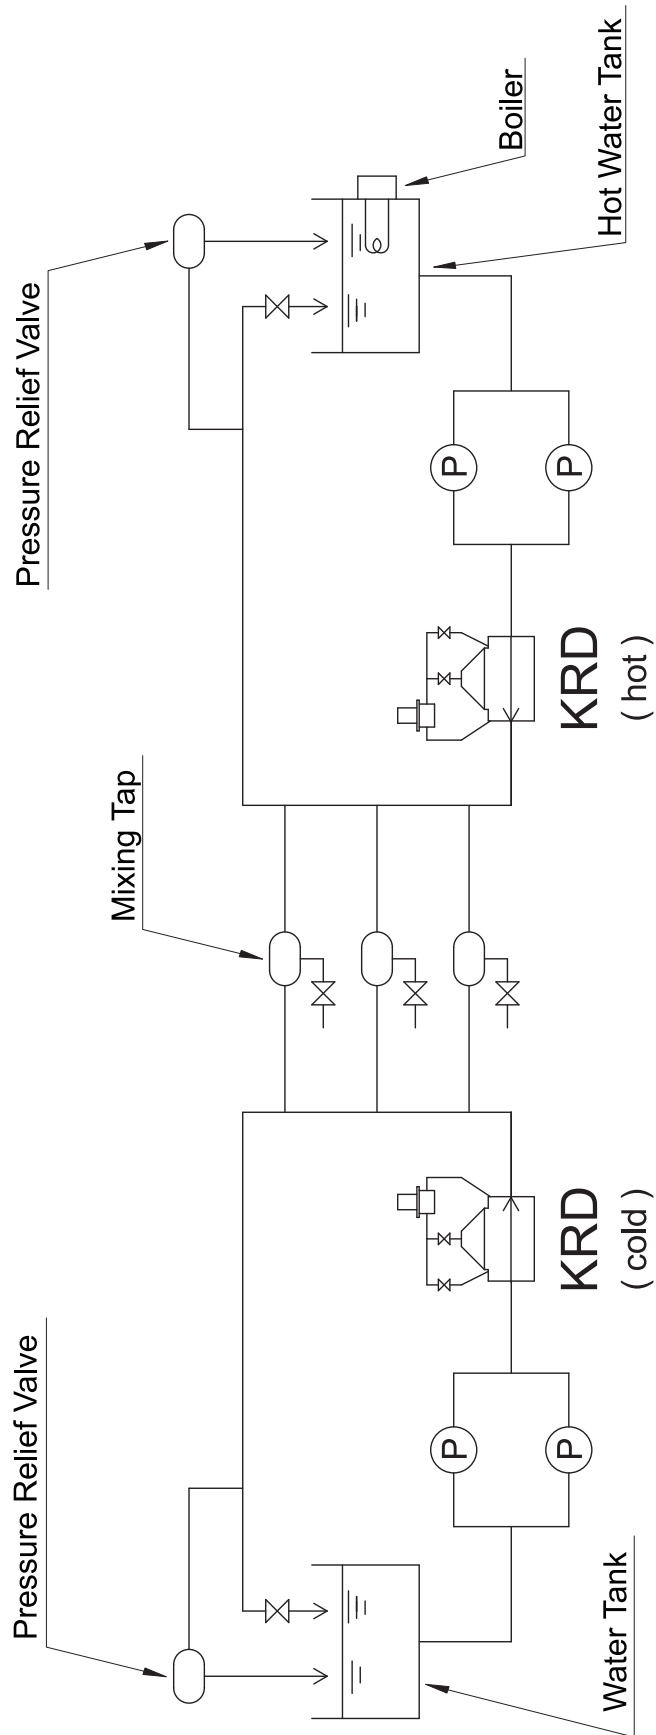 Pressure Relief Valve
Water Tank
P
P
KRD
( cold )
Mixing Tap
KRD
( hot )
P
P
Pressure Relief Valve
Boiler
Hot Water Tank